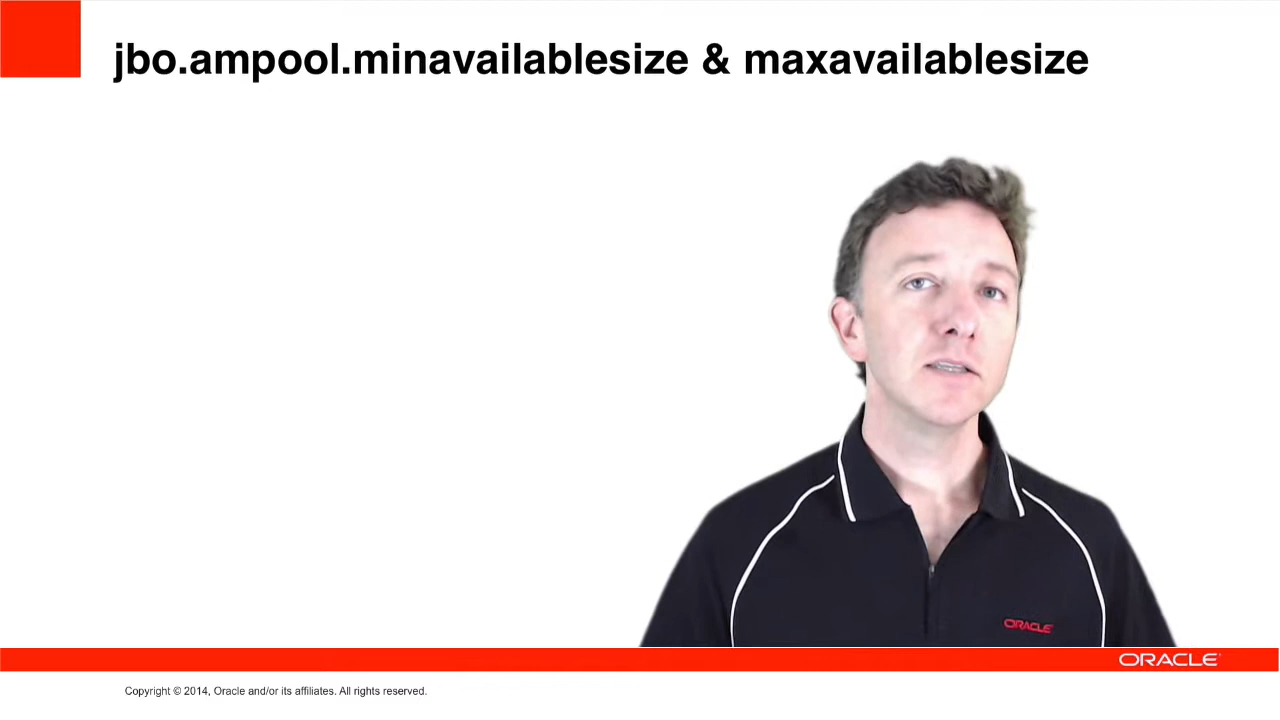 jbo.ampool.minavailablesize & maxavailablesize
ORACLE
ORACLE
Copyright © 2014, Oracle and/or its affiliates. All rights reserved.